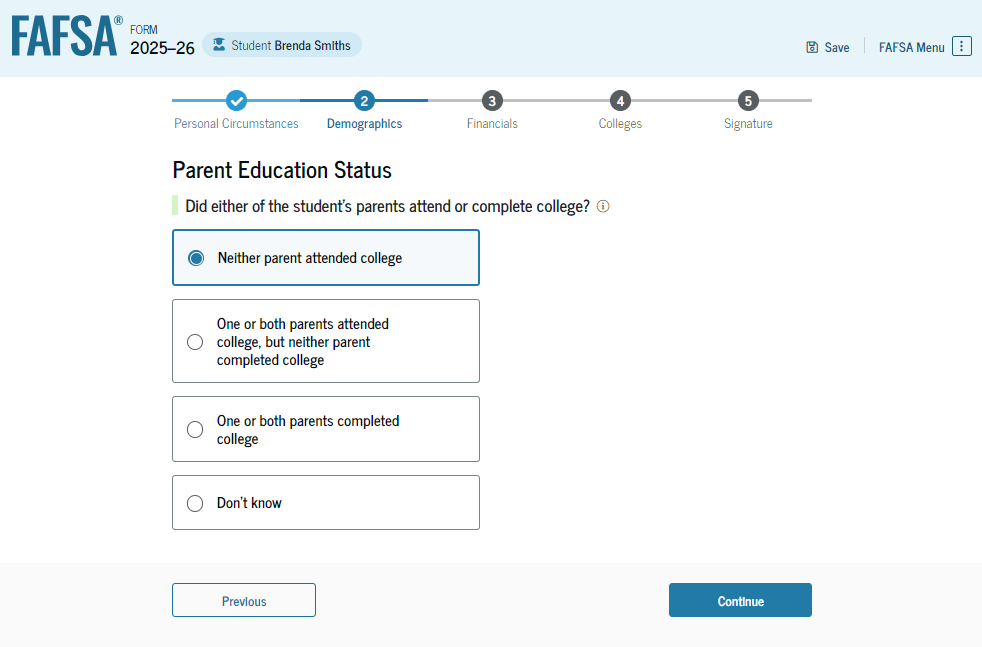 FAFSA®
FORM
2025–26
Student Brenda Smiths
Save
FAFSA Menu
2
3
4
5
Personal Circumstances
Demographics
Financials
Colleges
Signature
Parent Education Status
Did either of the student's parents attend or complete college?
Neither parent attended college
One or both parents attended
college, but neither parent
completed college
One or both parents completed
college
Don't know
Previous
Continue